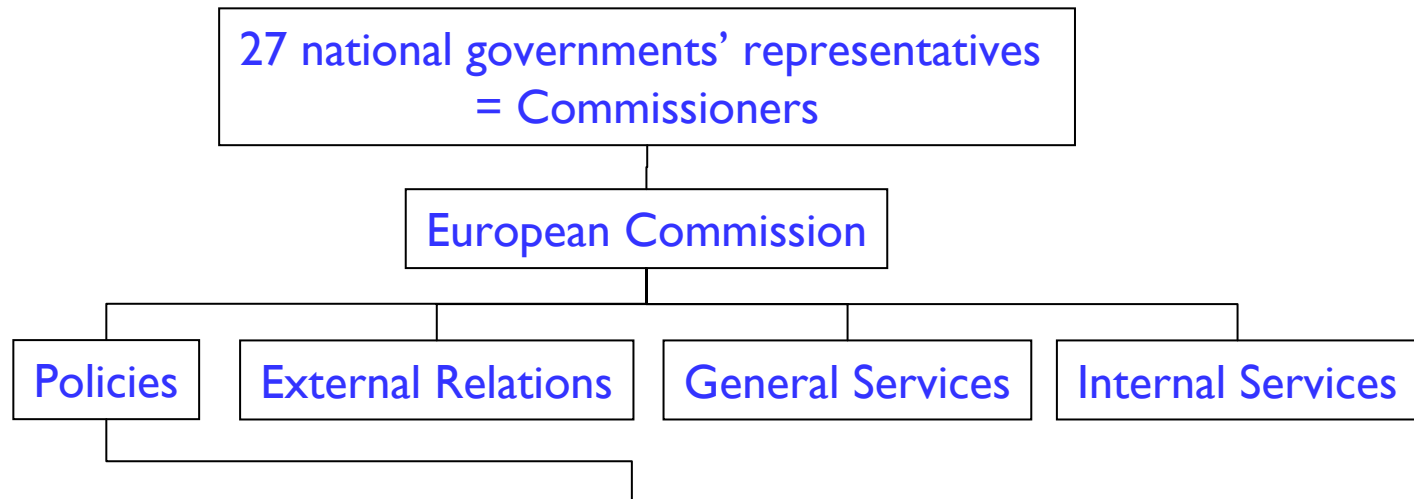 27 national governments’ representatives
= Commissioners
European Commission
Policies
External Relations
General Services
Internal Services